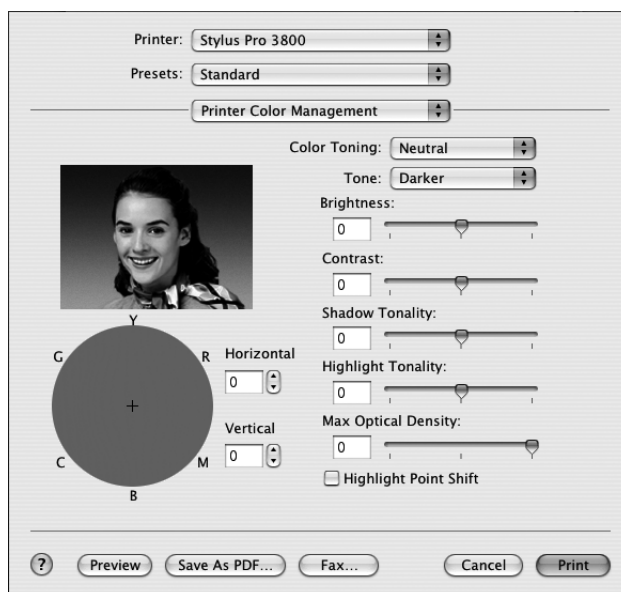 Printer: Stylus Pro 3800
Presets: Standard
Printer Color Management
Color Toning: Neutral
Tone: Darker
Brightness:
0
Contrast:
0
Shadow Tonality:
0
Highlight Tonality:
0
Max Optical Density:
0
Highlight Point Shift
Y
G R
C M
B
Horizontal
0
Vertical
0
? Preview Save As PDF... Fax... Cancel Print